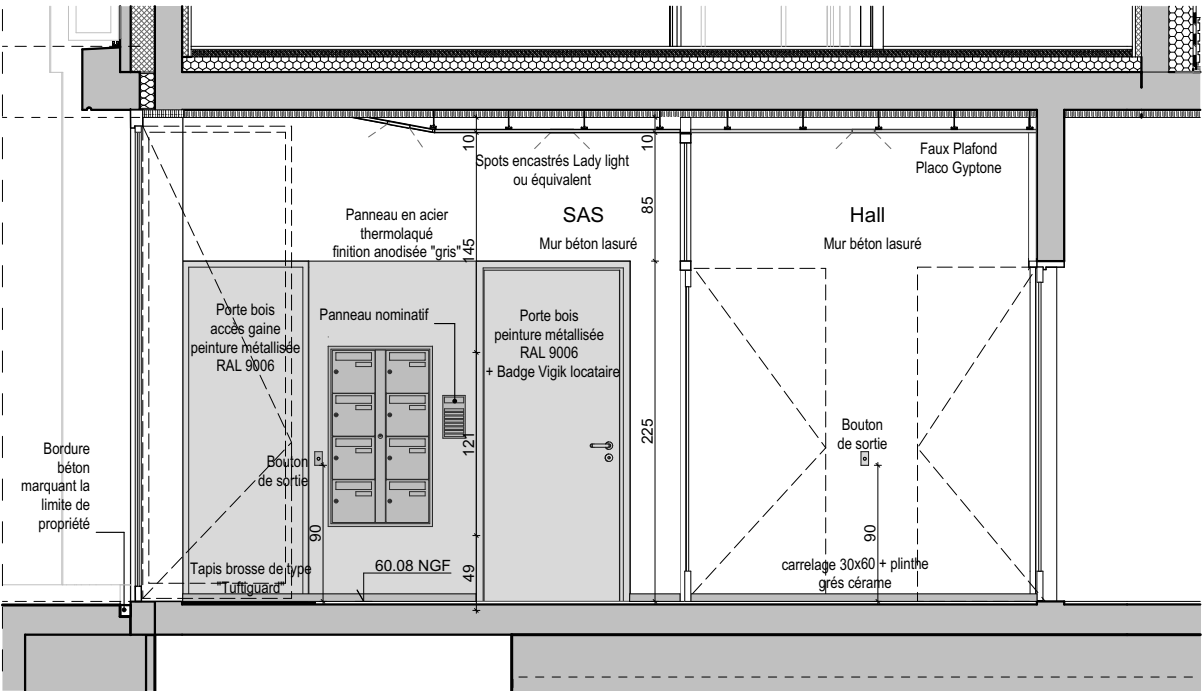 10
10
Spots encastrés Lady light
ou équivalent
Faux Plafond
Placo Gyptone
85
Panneau en acier
thermolaqué
finition anodisée "gris"
145
SAS
Mur béton lasuré
Hall
Mur béton lasuré
Porte bois
accès gaine
peinture métallisée
RAL 9006
Panneau nominatif
Porte bois
peinture métallisée
RAL 9006
+ Badge Vigik locataire
121
225
Bouton
de sortie
Bouton
de sortie
Bordure
béton
marquant la
limite de
propriété
90
90
Tapis brosse de type
"Tuftiguard"
60.08 NGF
49
carrelage 30x60 + plinthe
grés cérame